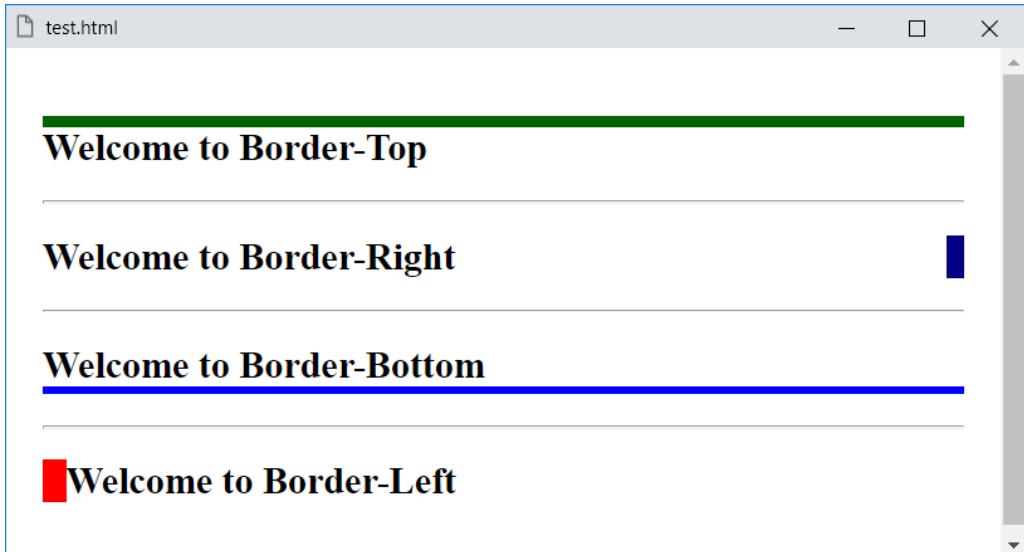 test.html
Welcome to Border-Top
Welcome to Border-Right
Welcome to Border-Bottom
Welcome to Border-Left